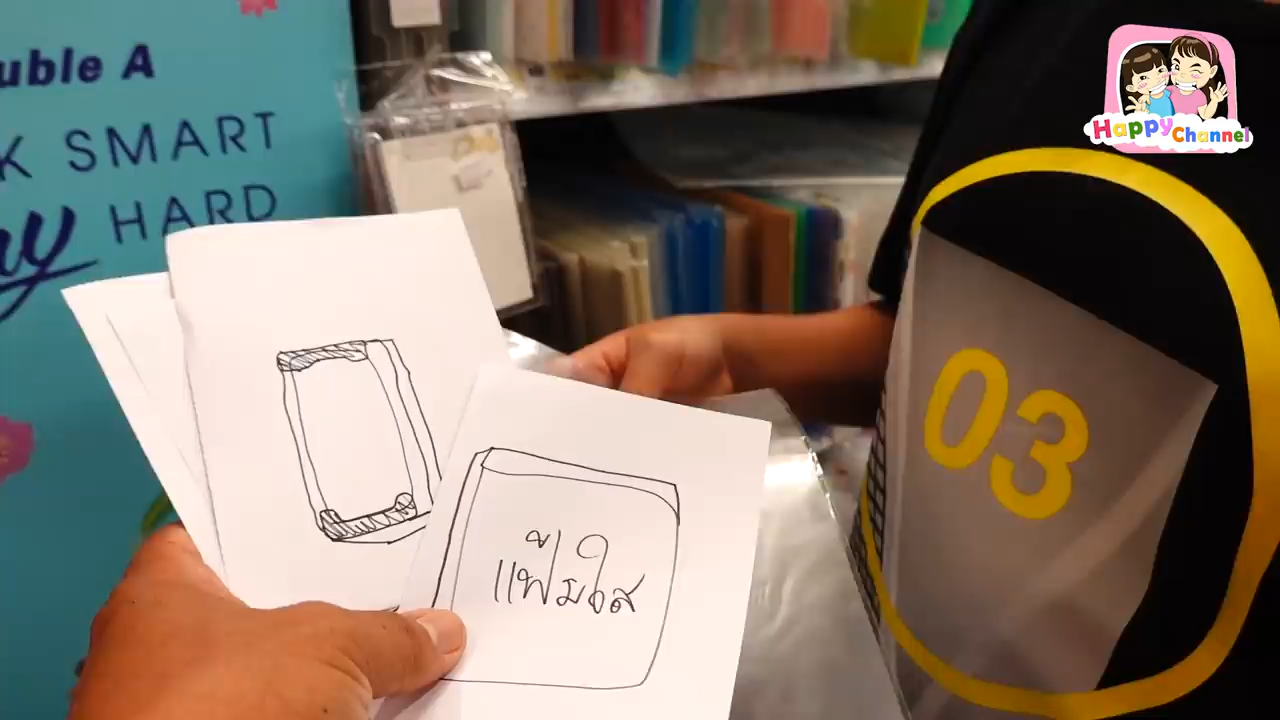 uble A
K SMART
HARD
Happy Channel
03
แฟ้มใส